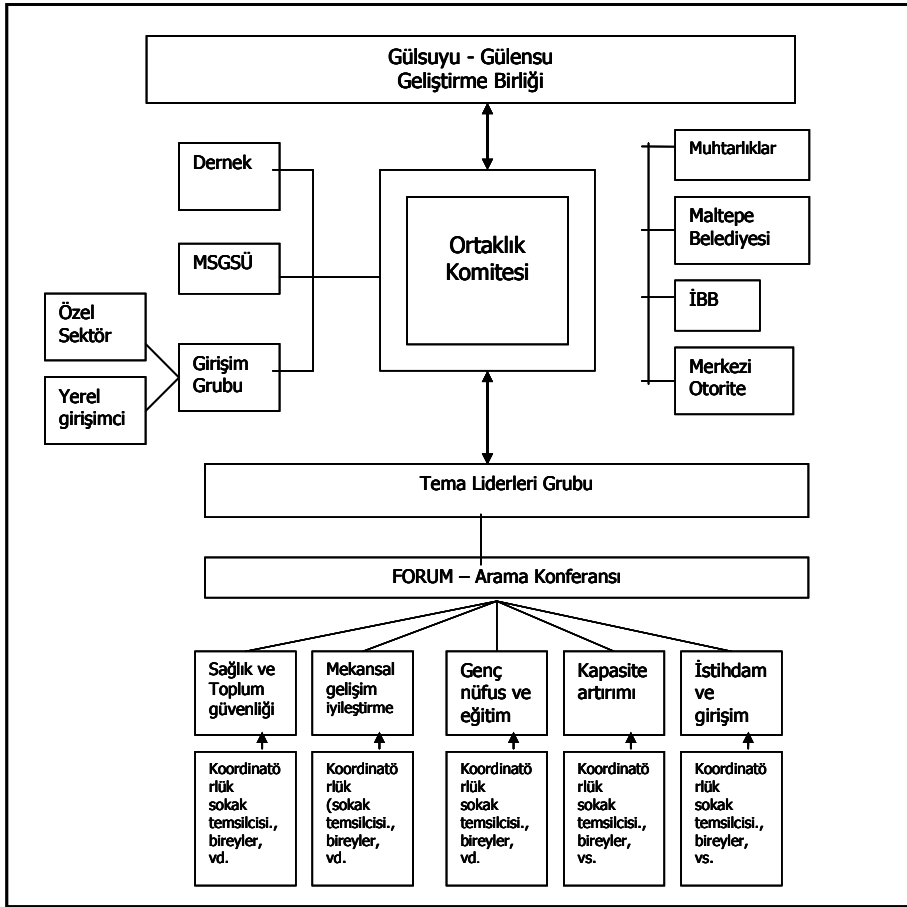 Gülsuyu - Gülensu
Geliştirme Birliği
Dernek
MSGSÜ
Özel
Sektör
Yerel
girişimci
Girişim
Grubu
Ortaklık
Komitesi
Muhtarlıklar
Maltepe
Belediyesi
İBB
Merkezi
Otorite
Tema Liderleri Grubu
FORUM – Arama Konferansı
Sağlık ve
Toplum
güvenliği
Mekansal
gelişim
iyileştirme
Genç
nüfus ve
eğitim
Kapasite
artırımı
İstihdam
ve
girişim
Koordinatö
rlük
sokak
temsilcisi.,
bireyler,
vd.
Koordinatö
rlük
(sokak
temsilcisi.,
bireyler,
vd.
Koordinatö
rlük
sokak
temsilcisi.,
bireyler,
vd.
Koordinatö
rlük
sokak
temsilcisi.,
bireyler,
vs.
Koordinatö
rlük
sokak
temsilcisi.,
bireyler,
vs.